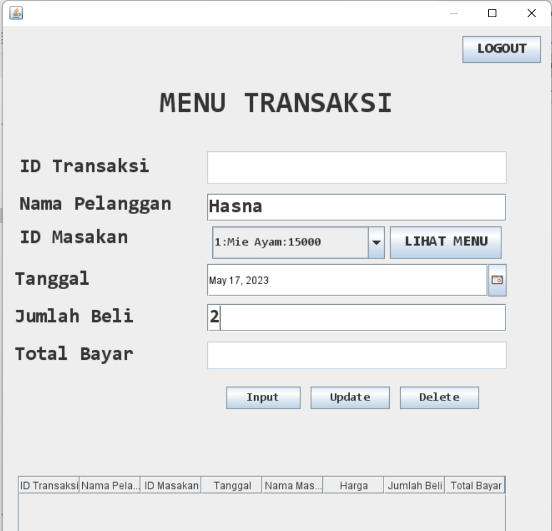 LOGOUT
MENU TRANSAKSI
ID Transaksi
Nama Pelanggan Hasna
ID Masakan 1:Mie Ayam:15000 LIHAT MENU
Tanggal May 17, 2023
Jumlah Beli 2
Total Bayar
Input Update Delete
ID Transaksi Nama Pela... ID Masakan Tanggal Nama Mas... Harga Jumlah Beli Total Bayar